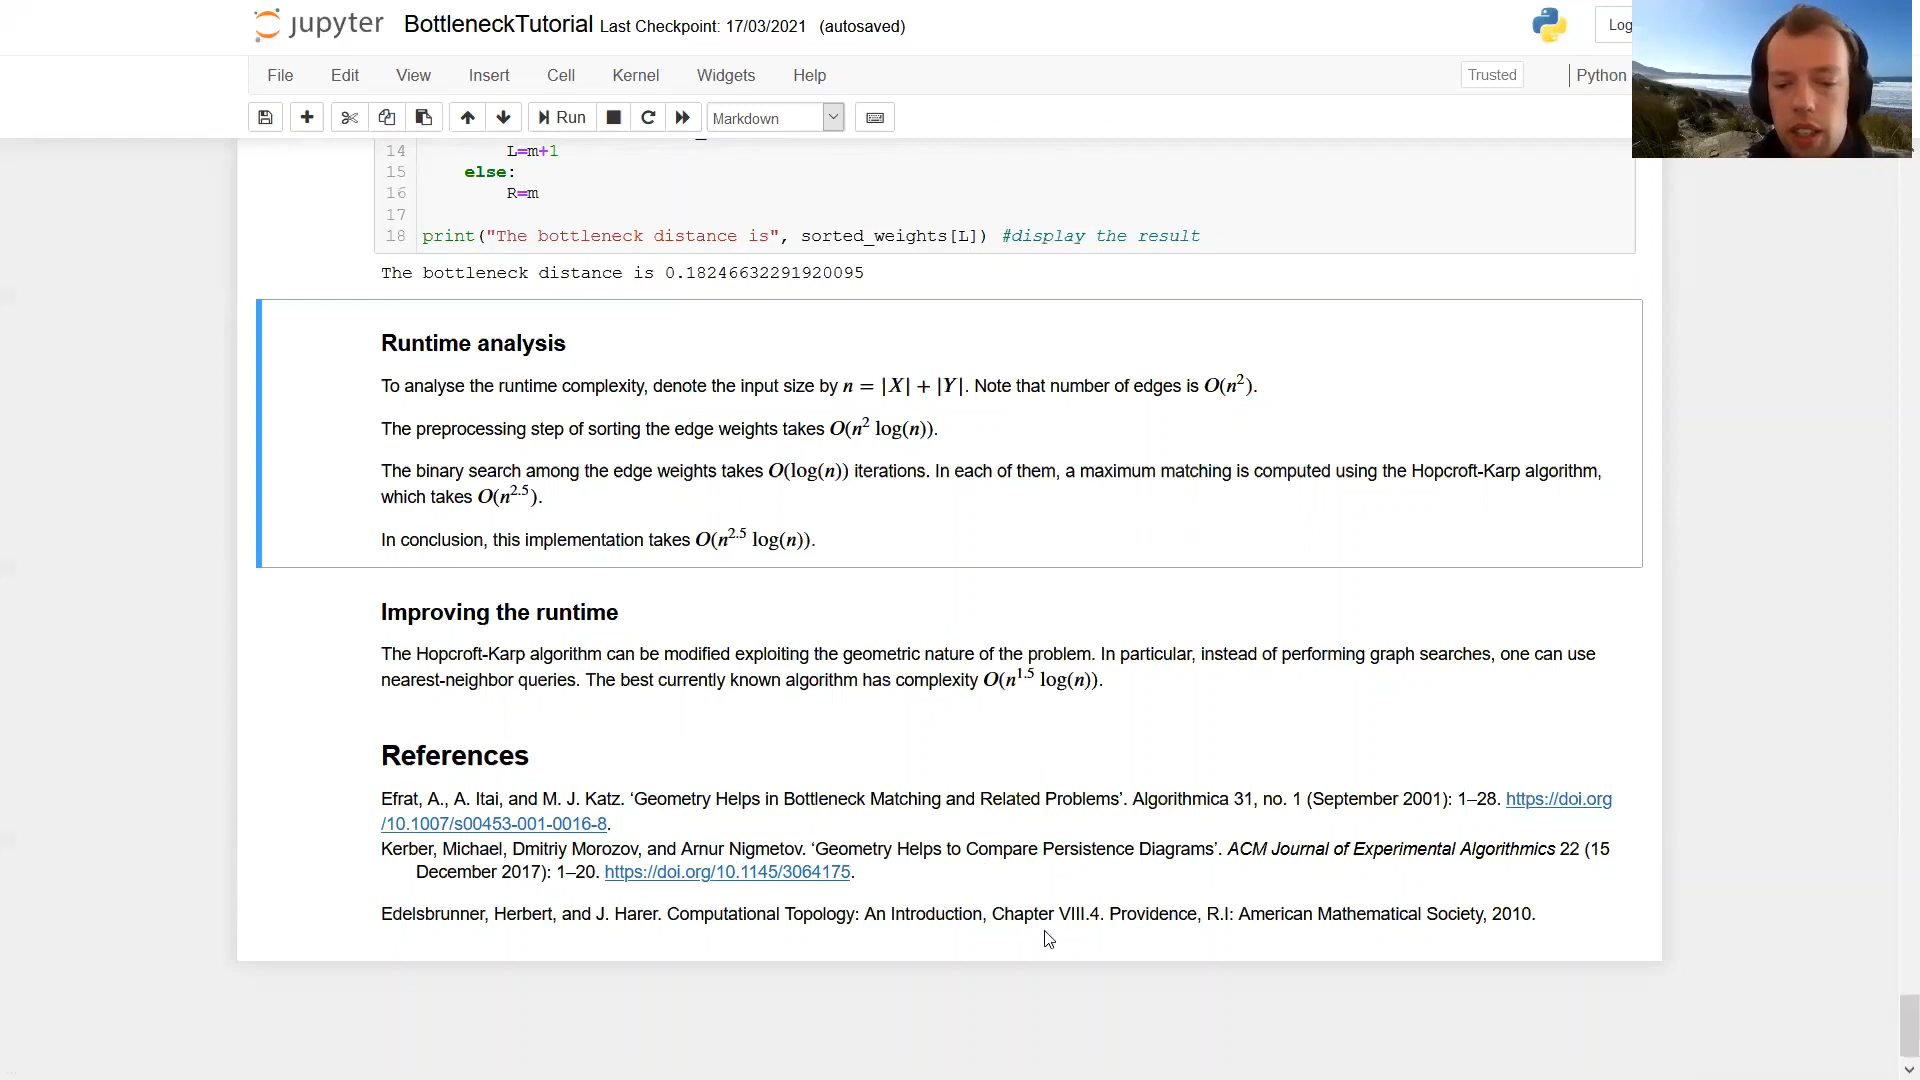 jupyter BottleneckTutorial Last Checkpoint: 17/03/2021 (autosaved)
Log
File Edit View Insert Cell Kernel Widgets Help
Trusted Python
Run Markdown
14 L=m+1
15 else:
16 R=m
17
18 print("The bottleneck distance is", sorted_weights[L]) #display the result
The bottleneck distance is 0.18246632291920095
Runtime analysis
To analyse the runtime complexity, denote the input size by n = |X| + |Y|. Note that number of edges is O(n²).
The preprocessing step of sorting the edge weights takes O(n² log(n)).
The binary search among the edge weights takes O(log(n)) iterations. In each of them, a maximum matching is computed using the Hopcroft-Karp algorithm,
which takes O(n^2.5).
In conclusion, this implementation takes O(n^2.5 log(n)).
Improving the runtime
The Hopcroft-Karp algorithm can be modified exploiting the geometric nature of the problem. In particular, instead of performing graph searches, one can use
nearest-neighbor queries. The best currently known algorithm has complexity O(n^1.5 log(n)).
References
Efrat, A., A. Itai, and M. J. Katz. ‘Geometry Helps in Bottleneck Matching and Related Problems’. Algorithmica 31, no. 1 (September 2001): 1–28. https://doi.org
/10.1007/s00453-001-0016-8.
Kerber, Michael, Dmitriy Morozov, and Arnur Nigmetov. ‘Geometry Helps to Compare Persistence Diagrams’. ACM Journal of Experimental Algorithmics 22 (15
December 2017): 1–20. https://doi.org/10.1145/3064175.
Edelsbrunner, Herbert, and J. Harer. Computational Topology: An Introduction, Chapter VIII.4. Providence, R.I: American Mathematical Society, 2010.